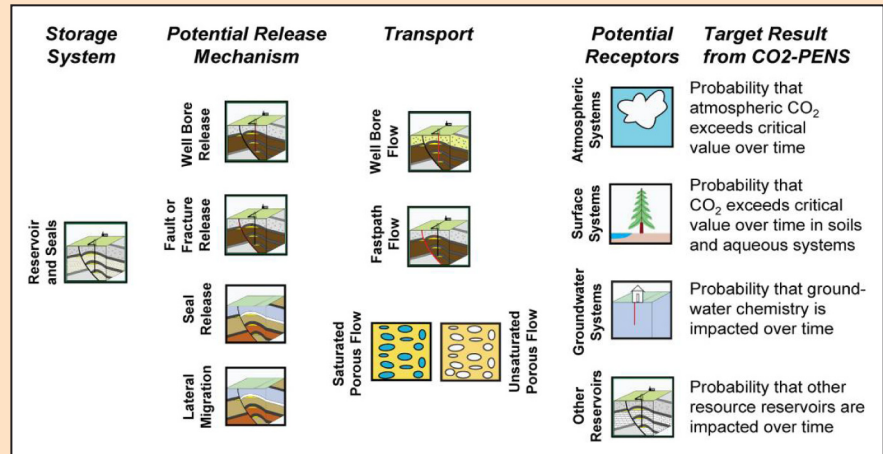 Storage
System
Potential Release
Mechanism
Transport
Potential
Receptors
Target Result
from CO2-PENS
Reservoir
and Seals
Well Bore
Release
Fault or
Fracture
Release
Seal
Release
Lateral
Migration
Well Bore
Flow
Fastpath
Flow
Saturated
Porous Flow
Unsaturated
Porous Flow
Atmospheric
Systems
Probability that
atmospheric CO₂
exceeds critical
value over time
Surface
Systems
Probability that
CO₂ exceeds critical
value over time in soils
and aqueous systems
Groundwater
Systems
Probability that ground-
water chemistry is
impacted over time
Other
Reservoirs
Probability that other
resource reservoirs are
impacted over time